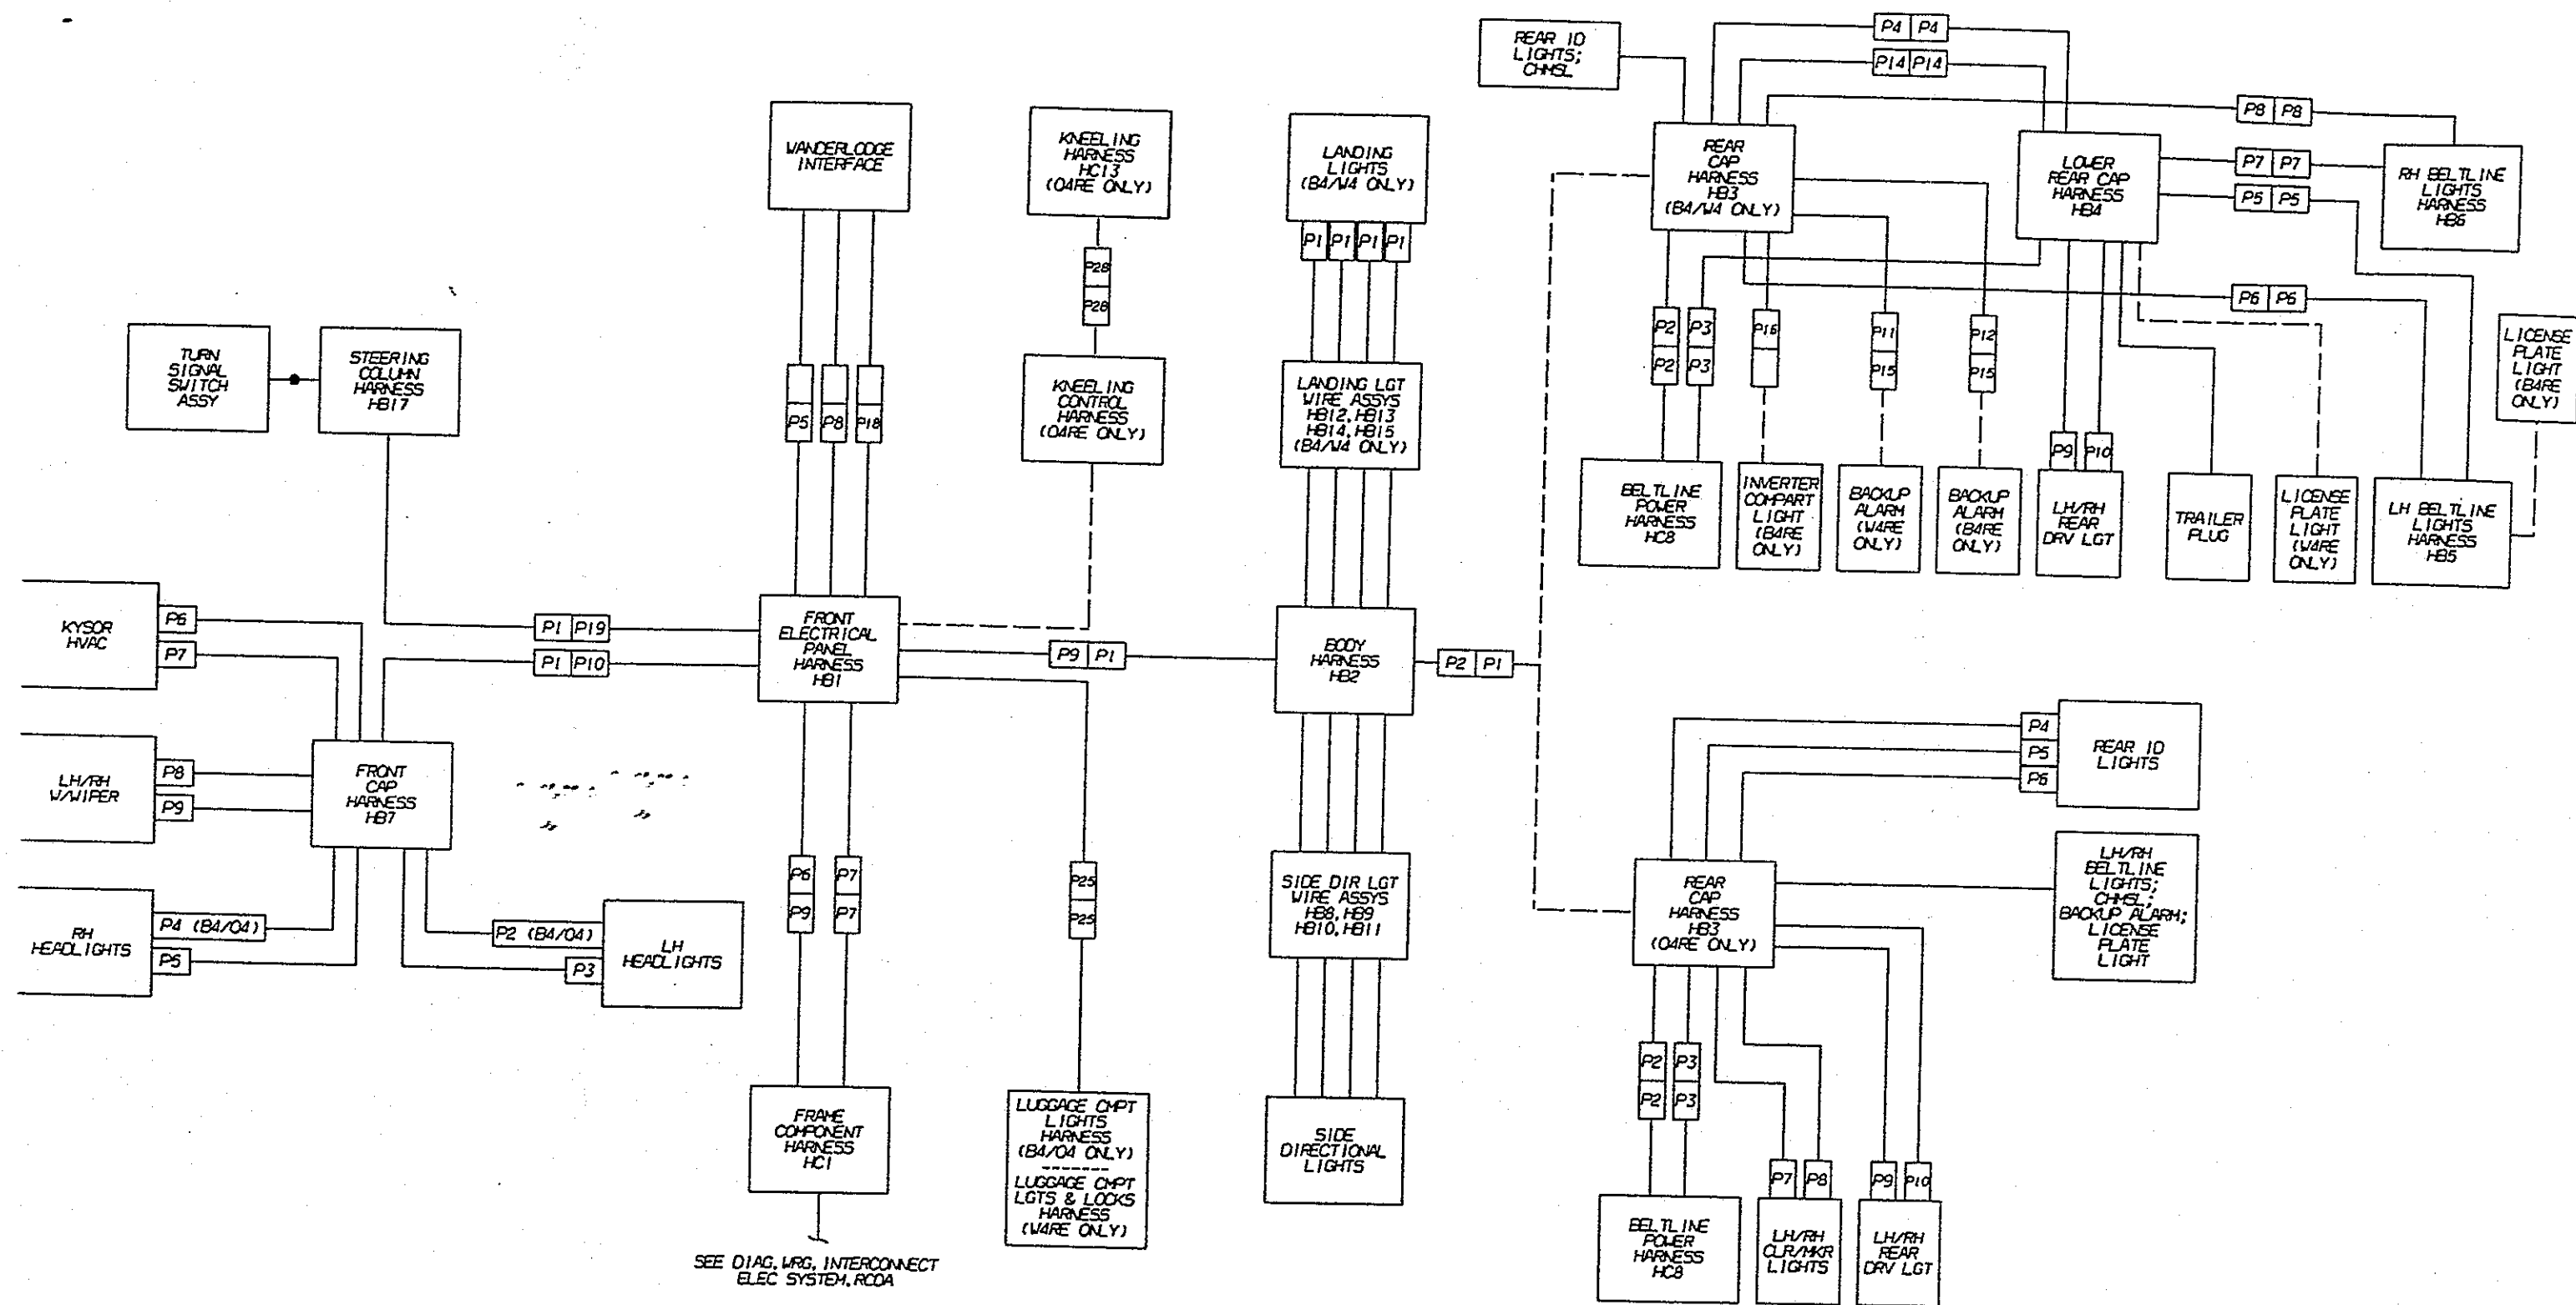 REAR ID
LIGHTS;
CHMSL
P4 P4
P14 P14
P8 P8
WANDERLODGE
INTERFACE
KNEELING
HARNESS
HC13
(O4RE ONLY)
LANDING
LIGHTS
(B4/W4 ONLY)
REAR
CAP
HARNESS
HB3
(B4/W4 ONLY)
LOWER
REAR CAP
HARNESS
HB4
P7 P7
P5 P5
RH BELTLINE
LIGHTS
HARNESS
HB6
P1 P1 P1 P1
P28
P28
P6 P6
TURN
SIGNAL
SWITCH
ASSY
STEERING
COLUMN
HARNESS
HB17
P5 P8 P18
KNEELING
CONTROL
HARNESS
(O4RE ONLY)
LANDING LGT
WIRE ASSYS
HB12, HB13
HB14, HB15
(B4/W4 ONLY)
P2 P3 P16 P11 P12
P2 P3 P15 P15
P9 P10
LICENSE
PLATE
LIGHT
(B4RE
ONLY)
BELTLINE
POWER
HARNESS
HC8
INVERTER
COMPART
LIGHT
(B4RE
ONLY)
BACKUP
ALARM
(W4RE
ONLY)
BACKUP
ALARM
(B4RE
ONLY)
LH/RH
REAR
DRV LGT
TRAILER
PLUG
LICENSE
PLATE
LIGHT
(W4RE
ONLY)
LH BELTLINE
LIGHTS
HARNESS
HB5
KYSOR
HVAC
P6
P7
P1 P19
P1 P10
FRONT
ELECTRICAL
PANEL
HARNESS
HB1
P9 P1
BODY
HARNESS
HB2
P2 P1
LH/RH
W/WIPER
P8
P9
FRONT
CAP
HARNESS
HB7
P4
P5
P6
REAR ID
LIGHTS
RH
HEADLIGHTS
P4 (B4/O4)
P5
P2 (B4/O4)
P3
LH
HEADLIGHTS
P6 P7
P9 P7
P25
P25
SIDE DIR LGT
WIRE ASSYS
HB8, HB9
HB10, HB11
REAR
CAP
HARNESS
HB3
(O4RE ONLY)
LH/RH
BELTLINE
LIGHTS;
CHMSL;
BACKUP ALARM;
LICENSE
PLATE
LIGHT
P2 P3
P2 P3
FRAME
COMPONENT
HARNESS
HC1
LUGGAGE CMPT
LIGHTS
HARNESS
(B4/O4 ONLY)
-------
LUGGAGE CMPT
LGTS & LOCKS
HARNESS
(W4RE ONLY)
SIDE
DIRECTIONAL
LIGHTS
P7 P8 P9 P10
BELTLINE
POWER
HARNESS
HC8
LH/RH
CLR/MKR
LIGHTS
LH/RH
REAR
DRV LGT
SEE DIAG, WRG, INTERCONNECT
ELEC SYSTEM, RCDA